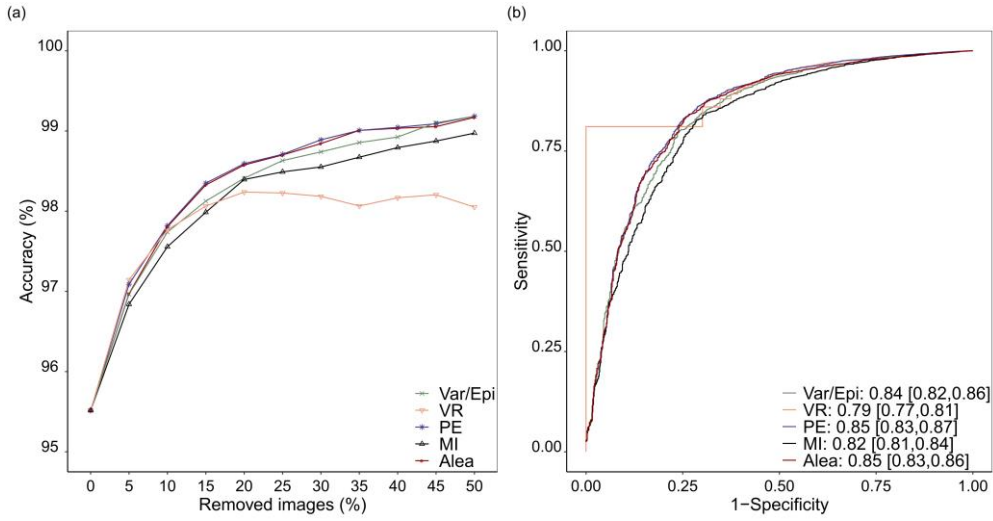 (a)
100
99
98
97
96
95
Accuracy (%)
0 5 10 15 20 25 30 35 40 45 50
Removed images (%)
Var/Epi
VR
PE
MI
Alea
(b)
1.00
0.75
0.50
0.25
0.00
Sensitivity
0.00 0.25 0.50 0.75 1.00
1−Specificity
Var/Epi: 0.84 [0.82,0.86]
VR: 0.79 [0.77,0.81]
PE: 0.85 [0.83,0.87]
MI: 0.82 [0.81,0.84]
Alea: 0.85 [0.83,0.86]